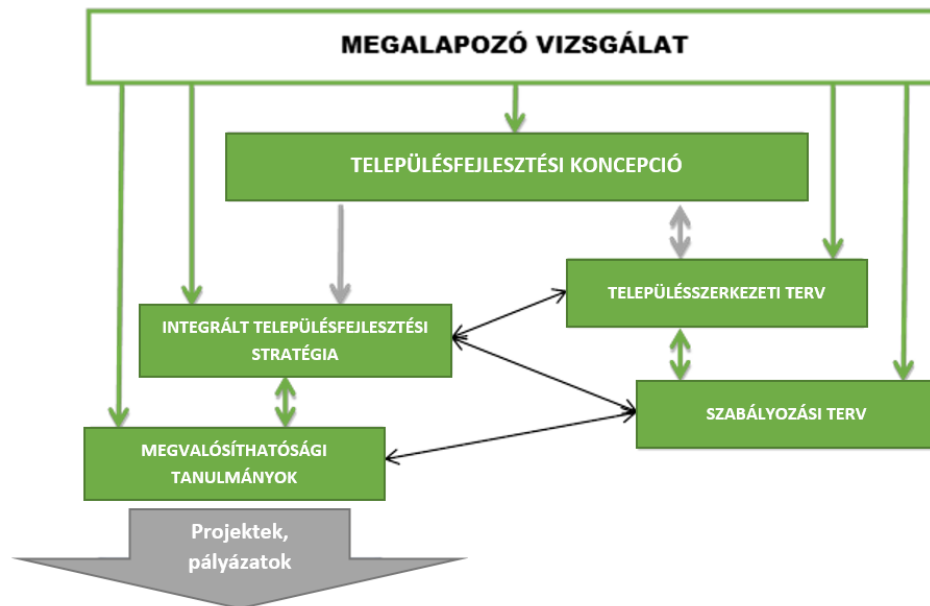 MEGALAPOZÓ VIZSGÁLAT
TELEPÜLÉSFEJLESZTÉSI KONCEPCIÓ
TELEPÜLÉSSZERKEZETI TERV
INTEGRÁLT TELEPÜLÉSFEJLESZTÉSI
STRATÉGIA
SZABÁLYOZÁSI TERV
MEGVALÓSÍTHATÓSÁGI
TANULMÁNYOK
Projektek,
pályázatok